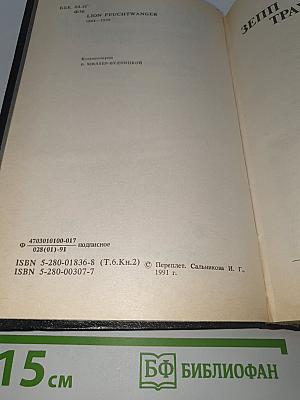 ББК 84.4Г
LION FEUCHTWANGER
1884—1958
Комментарии
В. МИЛЛЕР-БУДНИЦКОЙ
Ф 4703010100-017 подписное
028(01)-91
ISBN 5-280-01836-8 (Т.6.Кн.2)
ISBN 5-280-00307-7
© Переплет. Сальникова И. Г.,
1991 г.
ЗЕПП
15 см
БФ БИБЛИОФАН